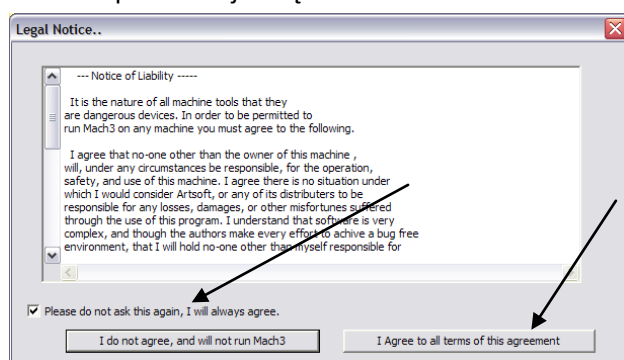 Legal Notice..
--- Notice of Liability -----
It is the nature of all machine tools that they
are dangerous devices. In order to be permitted to
run Mach3 on any machine you must agree to the following.
I agree that no-one other than the owner of this machine ,
will, under any circumstances be responsible, for the operation,
safety, and use of this machine. I agree there is no situation under
which I would consider Artsoft, or any of its distributers to be
responsible for any losses, damages, or other misfortunes suffered
through the use of this program. I understand that software is very
complex, and though the authors make every effort to achive a bug free
environment, that I will hold no-one other than myself responsible for
Please do not ask this again, I will always agree.
I do not agree, and will not run Mach3
I Agree to all terms of this agreement